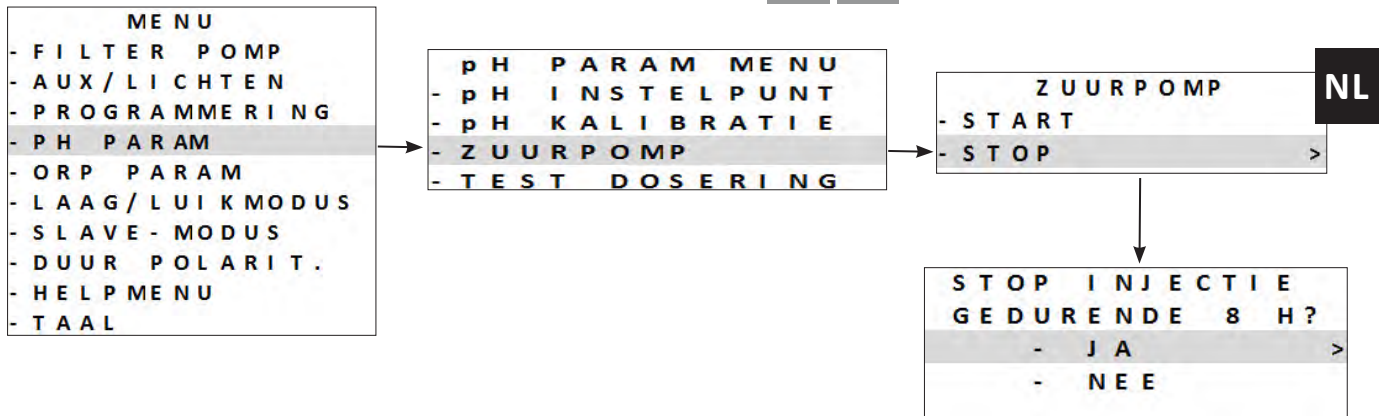 MENU
- FILTER POMP
- AUX/LICHTEN
- PROGRAMMERING
- PH PARAM
- ORP PARAM
- LAAG/LUIKMODUS
- SLAVE-MODUS
- DUUR POLARIT.
- HELPMENU
- TAAL
pH PARAM MENU
- pH INSTELPUNT
- pH KALIBRATIE
- ZUURPOMP
- TEST DOSERING
ZUURPOMP
- START
- STOP >
NL
STOP INJECTIE
GEDURENDE 8 H?
- JA >
- NEE